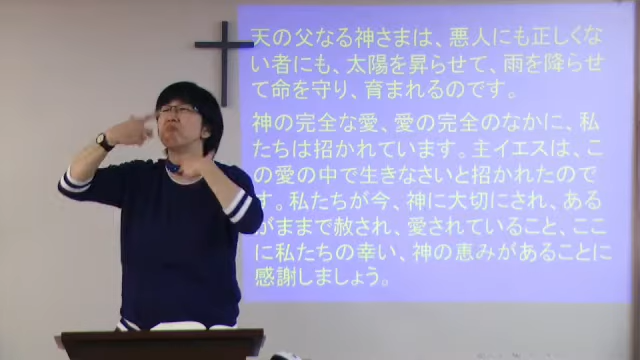 天の父なる神さまは、悪人にも正しくな
い者にも、太陽を昇らせて、雨を降らせ
て命を守り、育まれるのです。
神の完全な愛、愛の完全のなかに、私
たちは招かれています。主イエスは、こ
の愛の中で生きなさいと招かれたので
す。私たちが今、神に大切にされ、ある
がままで赦され、愛されていること、ここ
に私たちの幸い、神の恵みがあることに
感謝しましょう。